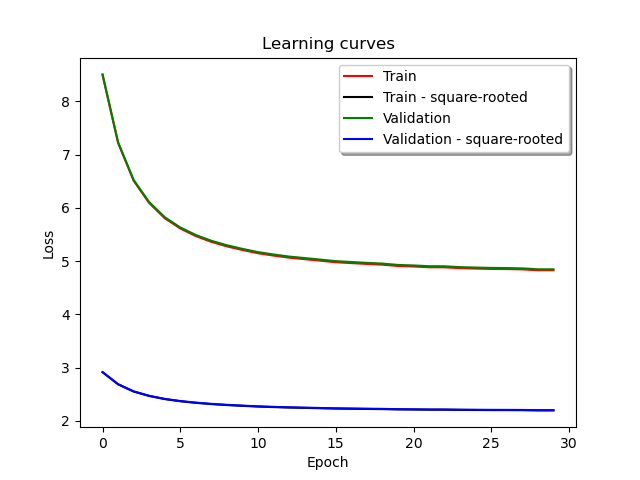 Learning curves
Train
Train - square-rooted
Validation
Validation - square-rooted
8
7
6
5
4
3
2
Loss
0
5
10
15
20
25
30
Epoch